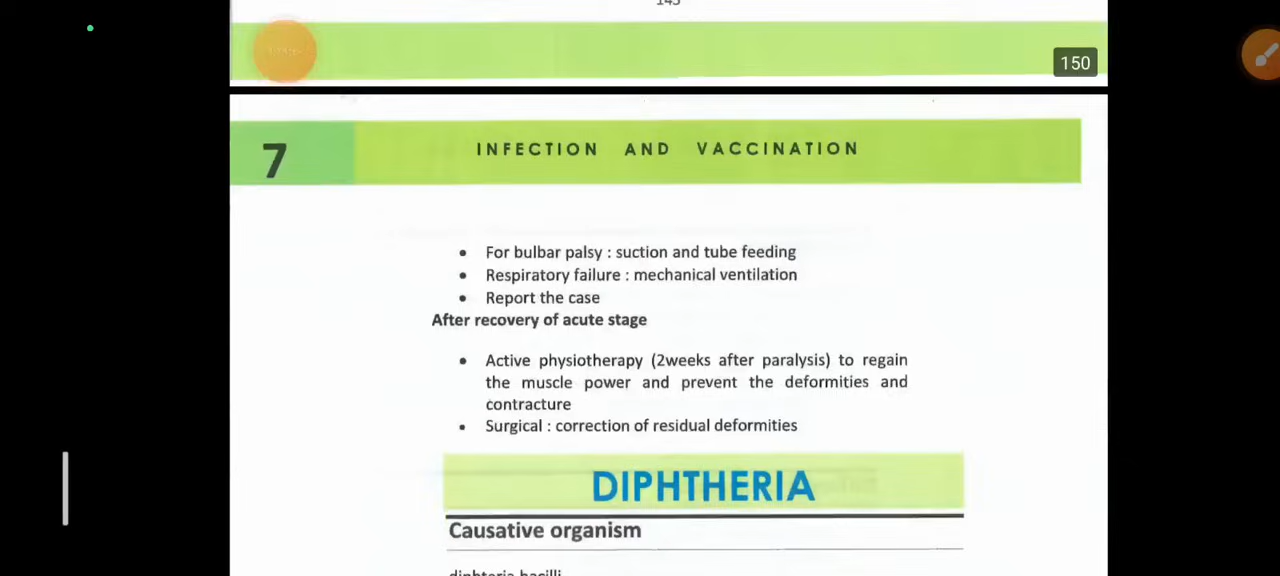 150
7
INFECTION AND VACCINATION
• For bulbar palsy : suction and tube feeding
• Respiratory failure : mechanical ventilation
• Report the case
After recovery of acute stage
• Active physiotherapy (2weeks after paralysis) to regain
the muscle power and prevent the deformities and
contracture
• Surgical : correction of residual deformities
DIPHTHERIA
Causative organism